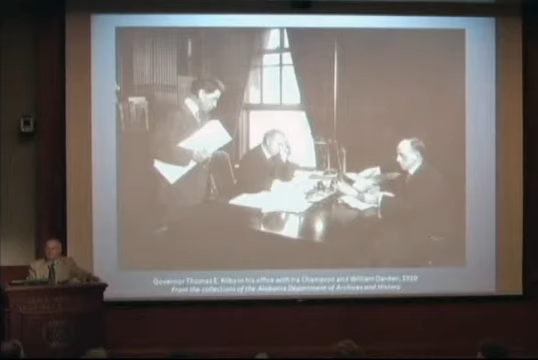 Governor Thomas E. Kilby in his office with Ira Champion and William Danker, 1919
From the collections of the Alabama Department of Archives and History